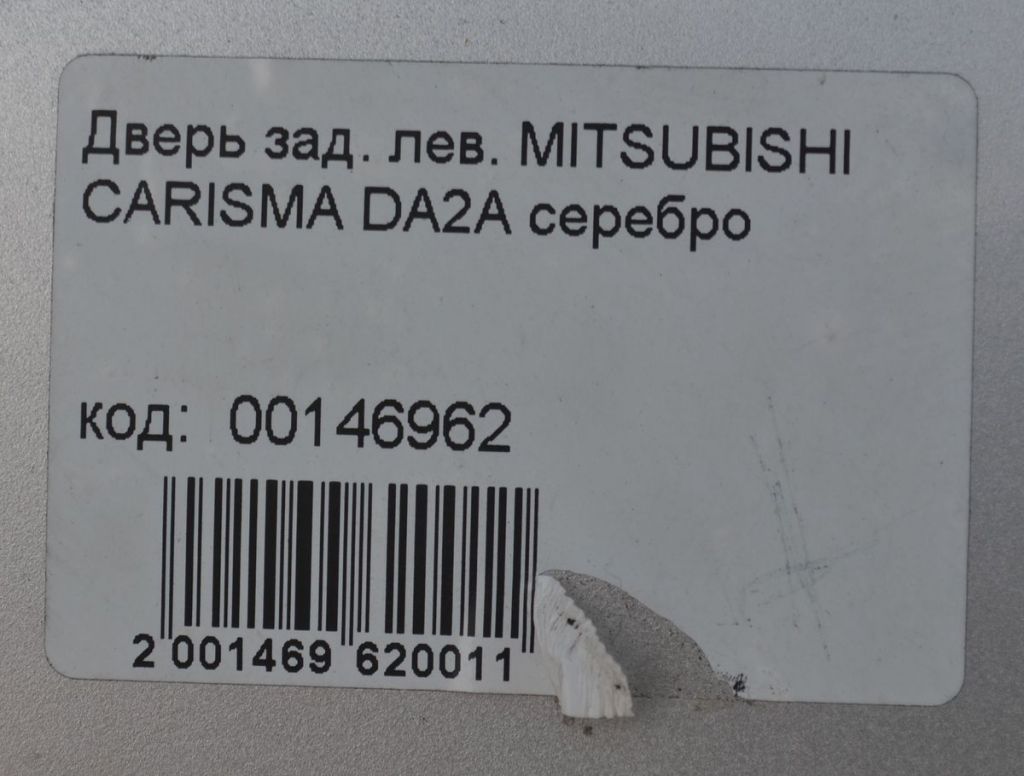 Дверь зад. лев. MITSUBISHI
CARISMA DA2A серебро
код: 00146962
2 001469 620011